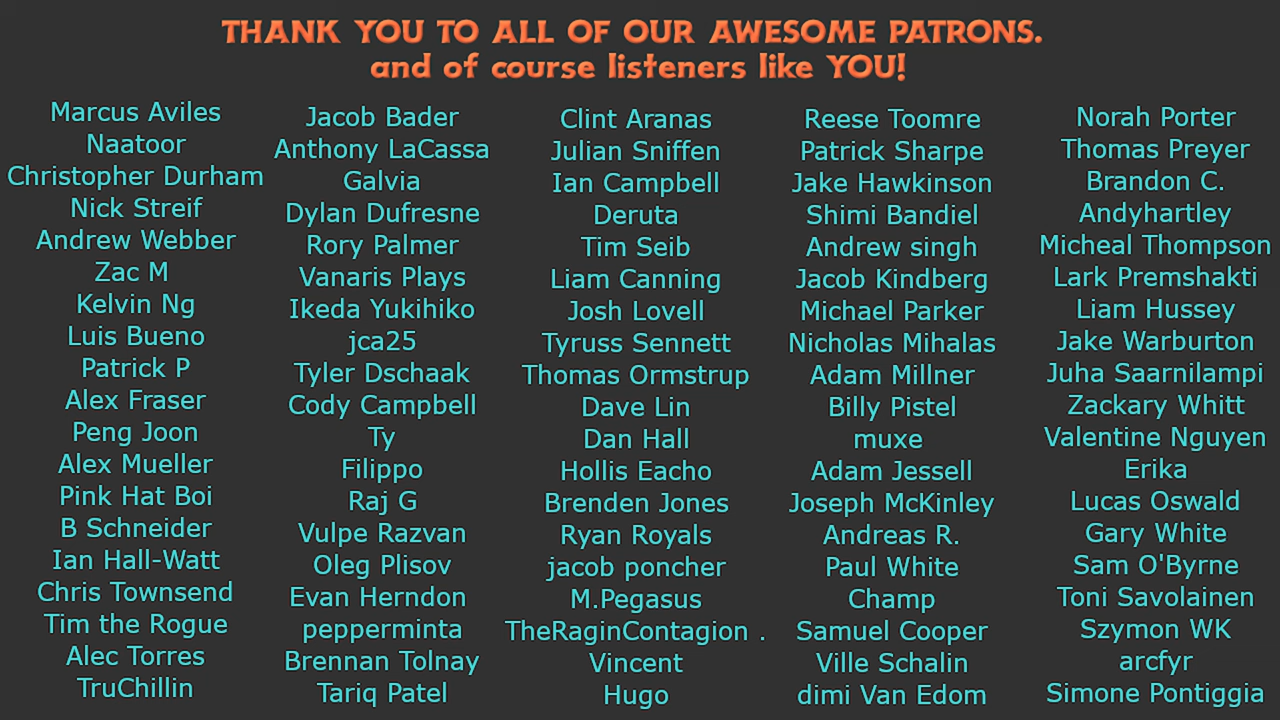 THANK YOU TO ALL OF OUR AWESOME PATRONS.
and of course listeners like YOU!
Marcus Aviles
Naatoor
Christopher Durham
Nick Streif
Andrew Webber
Zac M
Kelvin Ng
Luis Bueno
Patrick P
Alex Fraser
Peng Joon
Alex Mueller
Pink Hat Boi
B Schneider
Ian Hall-Watt
Chris Townsend
Tim the Rogue
Alec Torres
TruChillin
Jacob Bader
Anthony LaCassa
Galvia
Dylan Dufresne
Rory Palmer
Vanaris Plays
Ikeda Yukihiko
jca25
Tyler Dschaak
Cody Campbell
Ty
Filippo
Raj G
Vulpe Razvan
Oleg Plisov
Evan Herndon
pepperminta
Brennan Tolnay
Tariq Patel
Clint Aranas
Julian Sniffen
Ian Campbell
Deruta
Tim Seib
Liam Canning
Josh Lovell
Tyruss Sennett
Thomas Ormstrup
Dave Lin
Dan Hall
Hollis Eacho
Brenden Jones
Ryan Royals
jacob poncher
M.Pegasus
TheRaginContagion .
Vincent
Hugo
Reese Toomre
Patrick Sharpe
Jake Hawkinson
Shimi Bandiel
Andrew singh
Jacob Kindberg
Michael Parker
Nicholas Mihalas
Adam Millner
Billy Pistel
muxe
Adam Jessell
Joseph McKinley
Andreas R.
Paul White
Champ
Samuel Cooper
Ville Schalin
dimi Van Edom
Norah Porter
Thomas Preyer
Brandon C.
Andyhartley
Micheal Thompson
Lark Premshakti
Liam Hussey
Jake Warburton
Juha Saarnilampi
Zackary Whitt
Valentine Nguyen
Erika
Lucas Oswald
Gary White
Sam O'Byrne
Toni Savolainen
Szymon WK
arcfyr
Simone Pontiggia